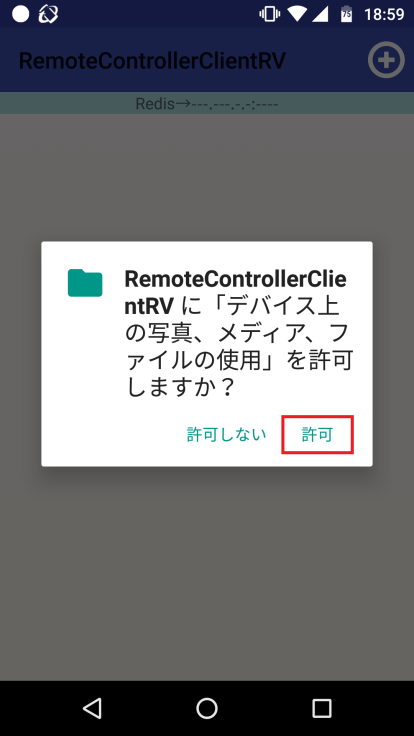 75
18:59
RemoteControllerClientRV
Redis→---.---.-.-:----
RemoteControllerClie
ntRV に「デバイス上
の写真、メディア、フ
ァイルの使用」を許可
しますか？
許可しない 許可